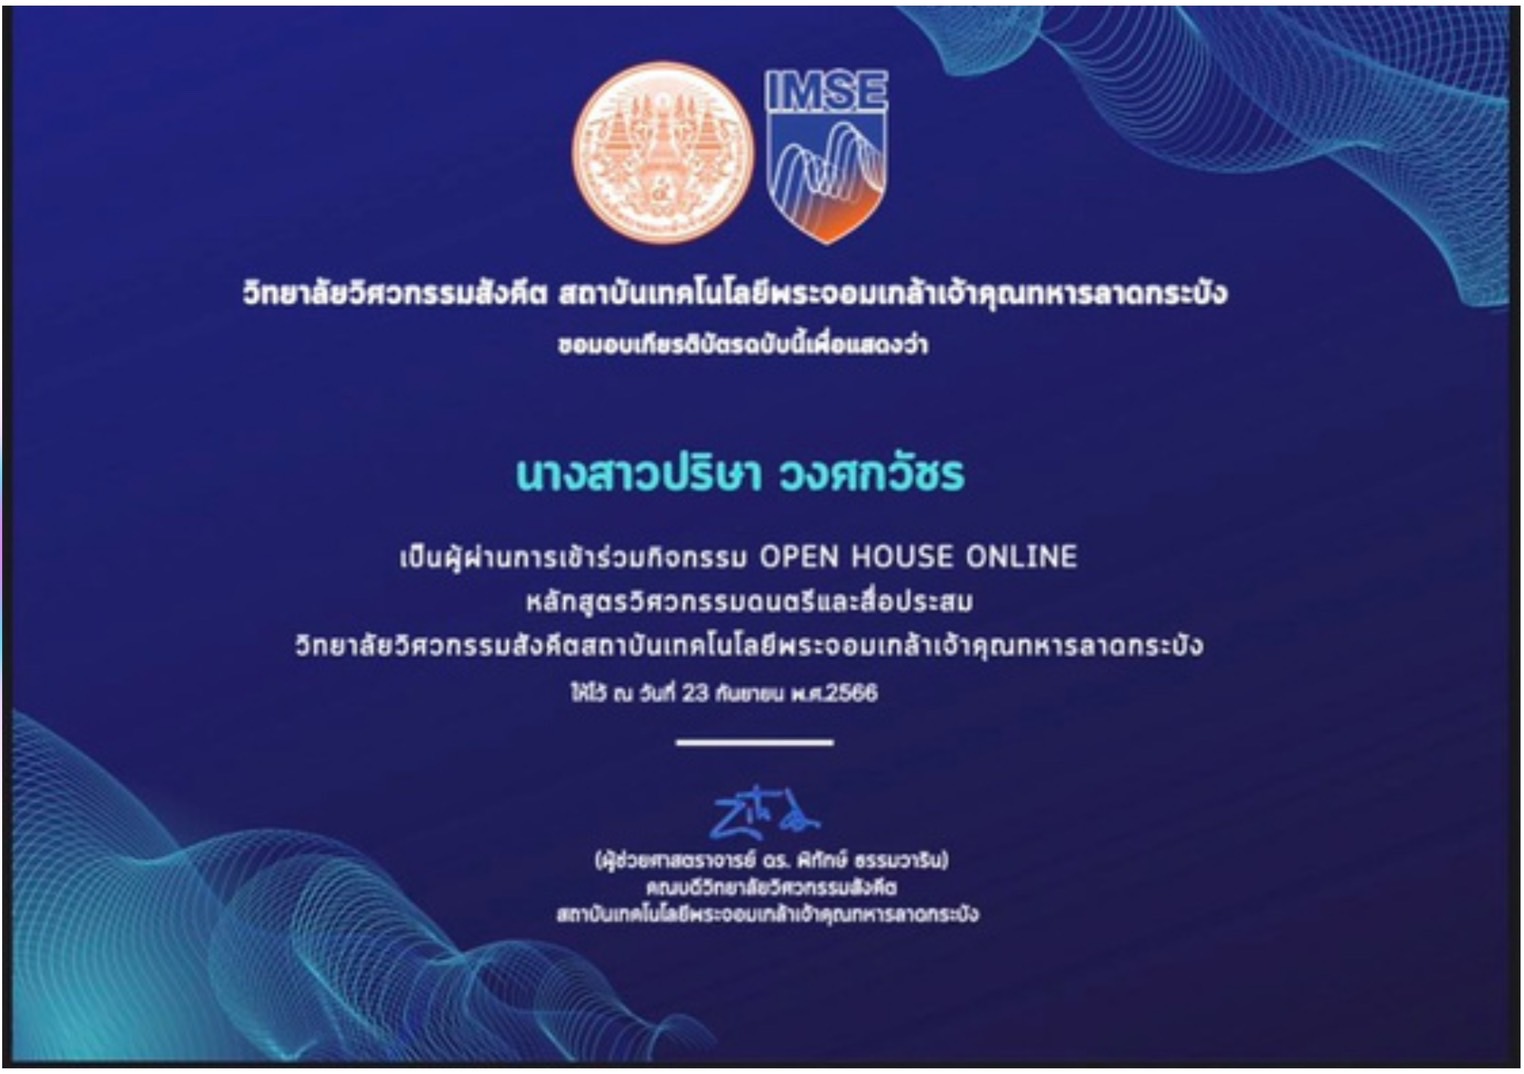 IMSE
วิทยาลัยวิศวกรรมสังคีต สถาบันเทคโนโลยีพระจอมเกล้าเจ้าคุณทหารลาดกระบัง
ขอมอบเกียรติบัตรฉบับนี้เพื่อแสดงว่า
นางสาวปริษา วงศกวัชร
เป็นผู้ผ่านการเข้าร่วมกิจกรรม OPEN HOUSE ONLINE
หลักสูตรวิศวกรรมดนตรีและสื่อประสม
วิทยาลัยวิศวกรรมสังคีตสถาบันเทคโนโลยีพระจอมเกล้าเจ้าคุณทหารลาดกระบัง
ให้ไว้ ณ วันที่ 23 กันยายน พ.ศ.2566
(ผู้ช่วยศาสตราจารย์ ดร. พิทักษ์ ธรรมวาริน)
คณบดีวิทยาลัยวิศวกรรมสังคีต
สถาบันเทคโนโลยีพระจอมเกล้าเจ้าคุณทหารลาดกระบัง